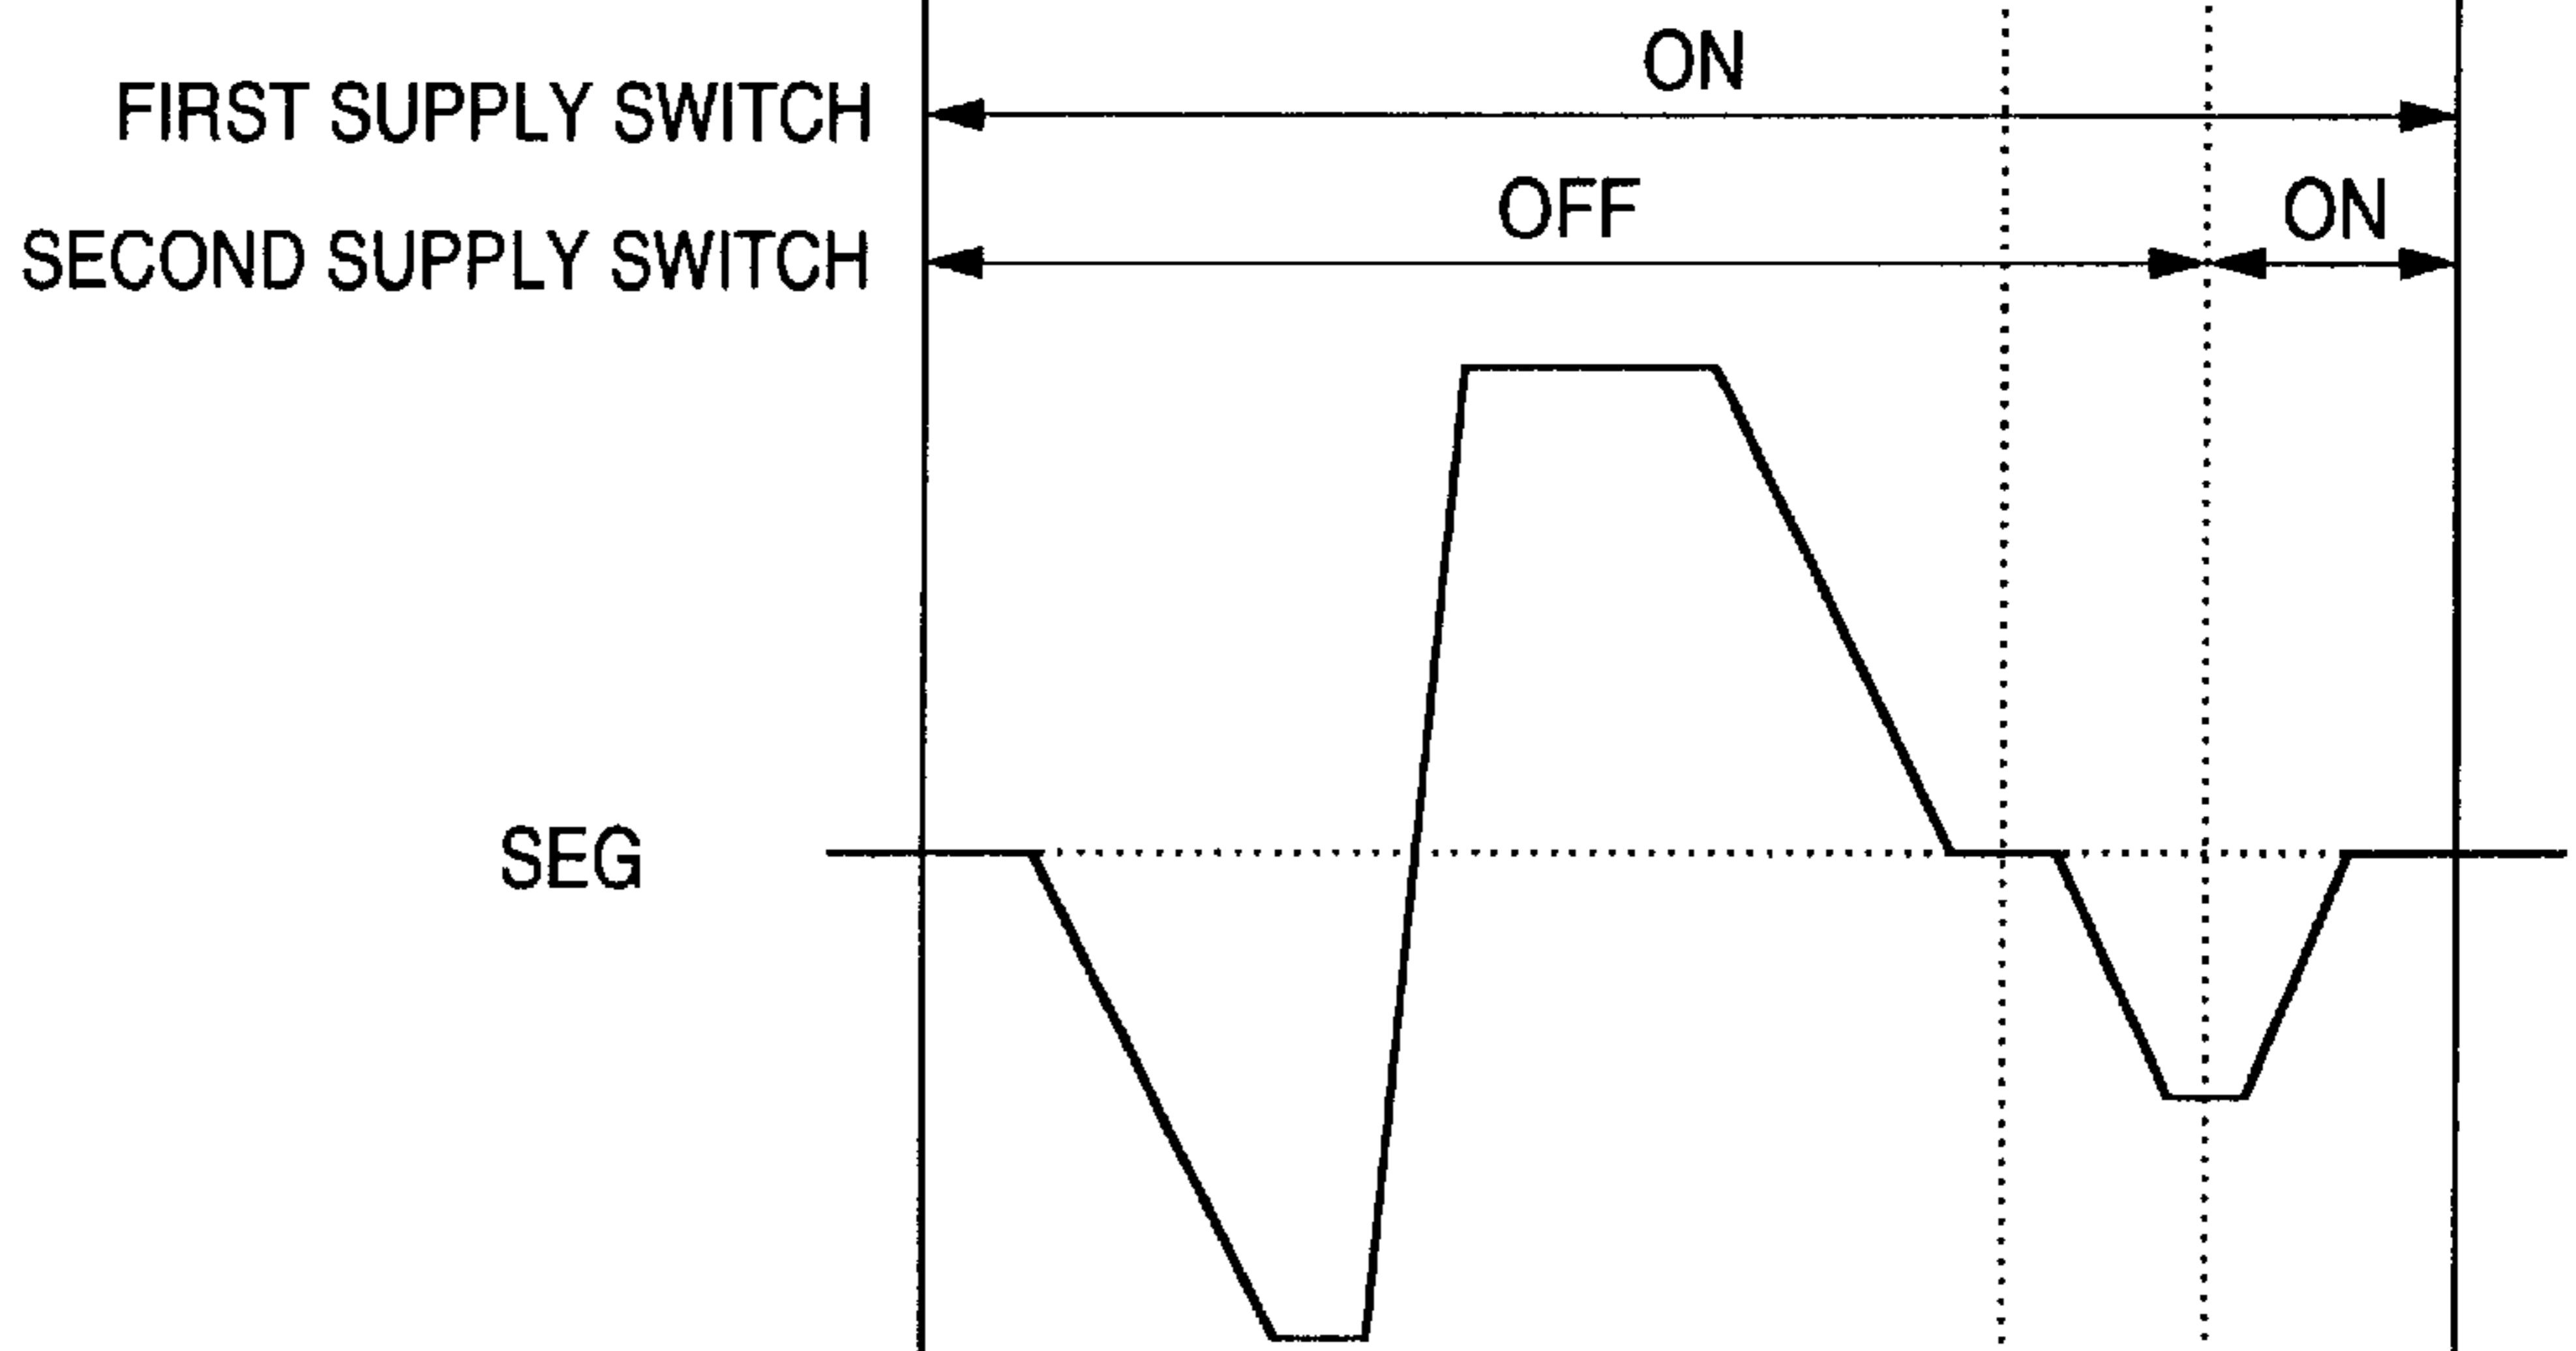 ON
FIRST SUPPLY SWITCH
OFF ON
SECOND SUPPLY SWITCH
SEG